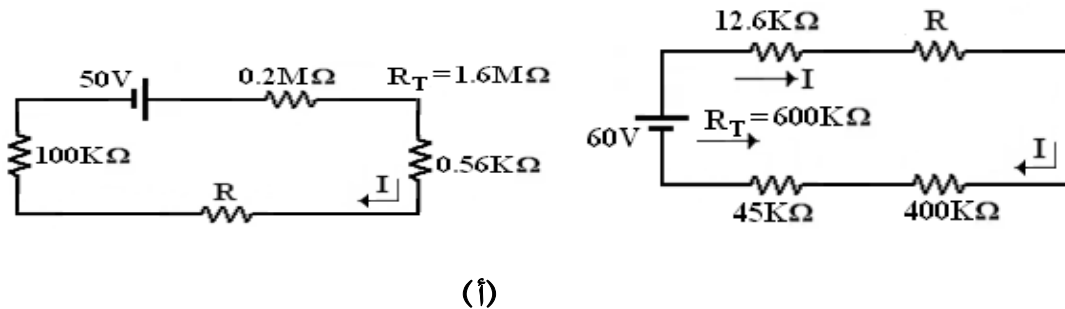 50V
0.2MΩ
R_T=1.6MΩ
100KΩ
0.56KΩ
R
I
12.6KΩ
R
I
60V
R_T=600KΩ
I
45KΩ
400KΩ
(أ)